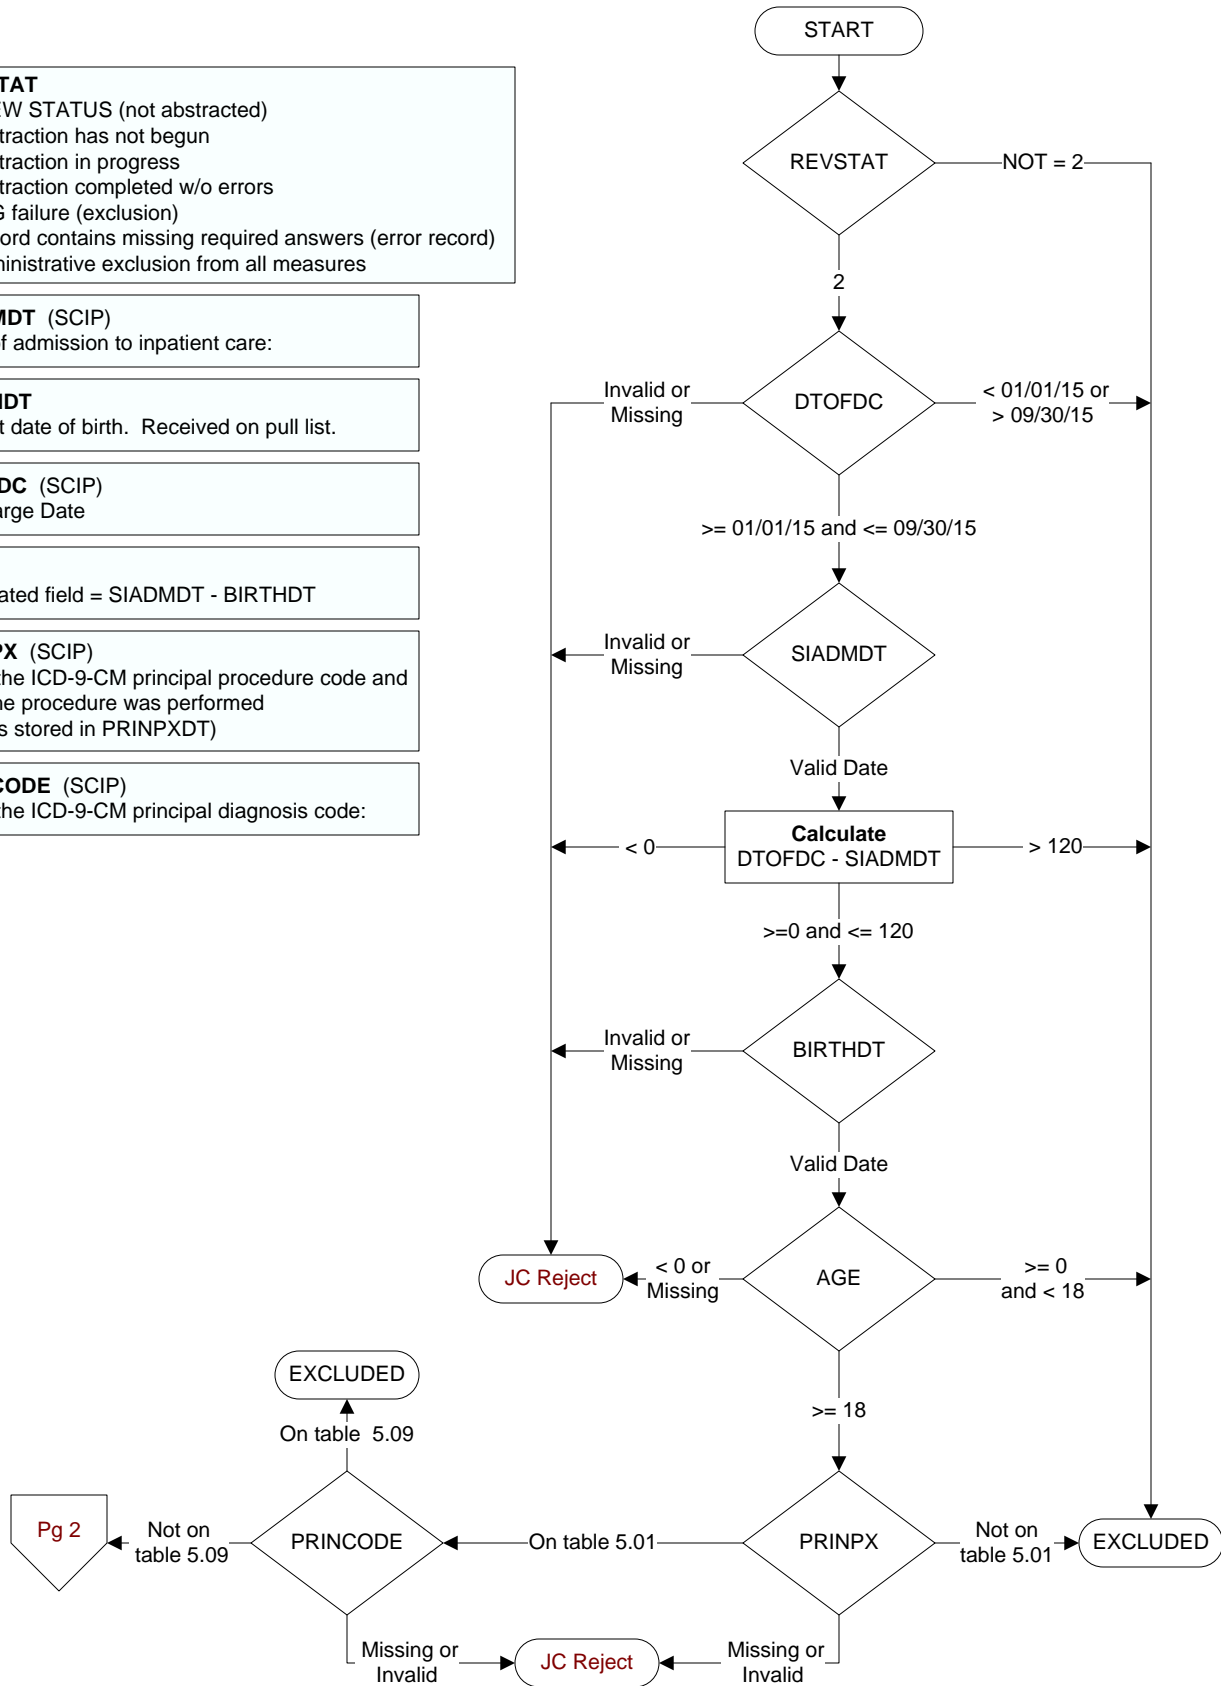 START
TAT
EW STATUS (not abstracted)
traction has not begun
traction in progress
traction completed w/o errors
G failure (exclusion)
ord contains missing required answers (error record)
ministrative exclusion from all measures
REVSTAT
NOT = 2
2
MDT (SCIP)
of admission to inpatient care:
HDT
t date of birth. Received on pull list.
DC (SCIP)
arge Date
ated field = SIADMDT - BIRTHDT
PX (SCIP)
the ICD-9-CM principal procedure code and
he procedure was performed
s stored in PRINPXDT)
CODE (SCIP)
the ICD-9-CM principal diagnosis code:
Invalid or
Missing
DTOFDC
< 01/01/15 or
> 09/30/15
>= 01/01/15 and <= 09/30/15
Invalid or
Missing
SIADMDT
Valid Date
< 0
Calculate
DTOFDC - SIADMDT
> 120
>=0 and <= 120
Invalid or
Missing
BIRTHDT
Valid Date
JC Reject
< 0 or
Missing
AGE
>= 0
and < 18
>= 18
EXCLUDED
On table 5.09
Pg 2
Not on
table 5.09
PRINCODE
On table 5.01
PRINPX
Not on
table 5.01
EXCLUDED
Missing or
Invalid
JC Reject
Missing or
Invalid